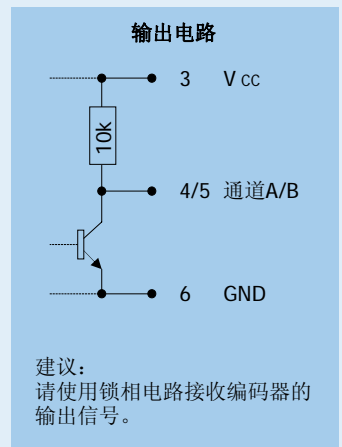 输出电路
3 Vcc
10k
4/5 通道A/B
6 GND
建议：
请使用锁相电路接收编码器的
输出信号。